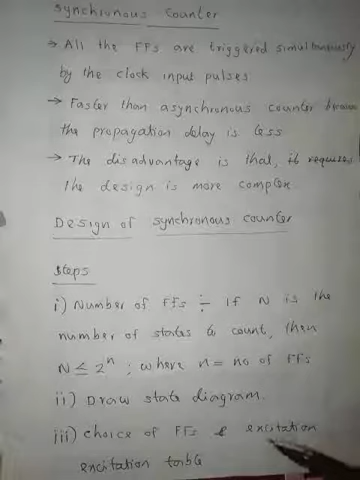 Synchronous Counter
→ All the FFs are triggered simultaneously
by the clock input pulses
→ Faster than asynchronous counter because
the propagation delay is less
→ The disadvantage is that, it requires
the design is more complex.
Design of synchronous counter
Steps
i) Number of FFs ÷ If N is the
number of states to count, then
N ≤ 2ⁿ ; where n = no of FFs
ii) Draw state diagram.
iii) Choice of FFs & excitation
excitation table